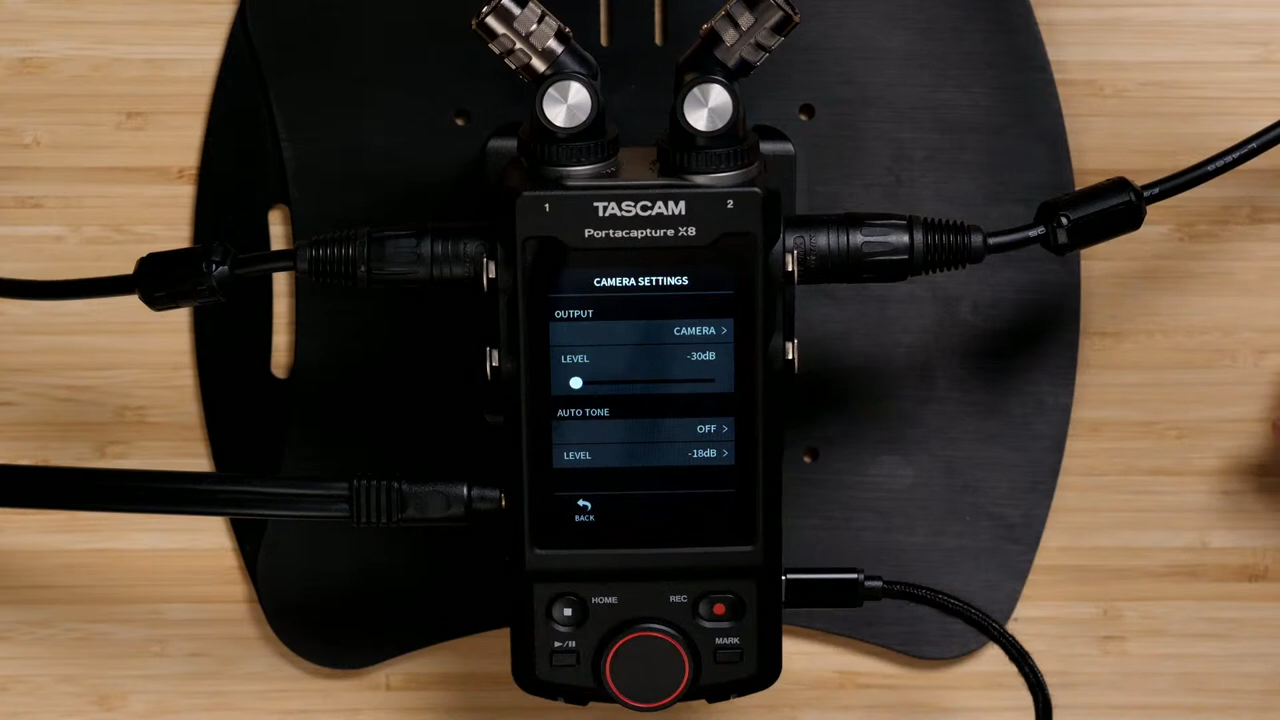 1 TASCAM 2
Portacapture X8
CAMERA SETTINGS
OUTPUT
CAMERA >
LEVEL -30dB
AUTO TONE
OFF >
LEVEL -18dB >
BACK
HOME REC
MARK